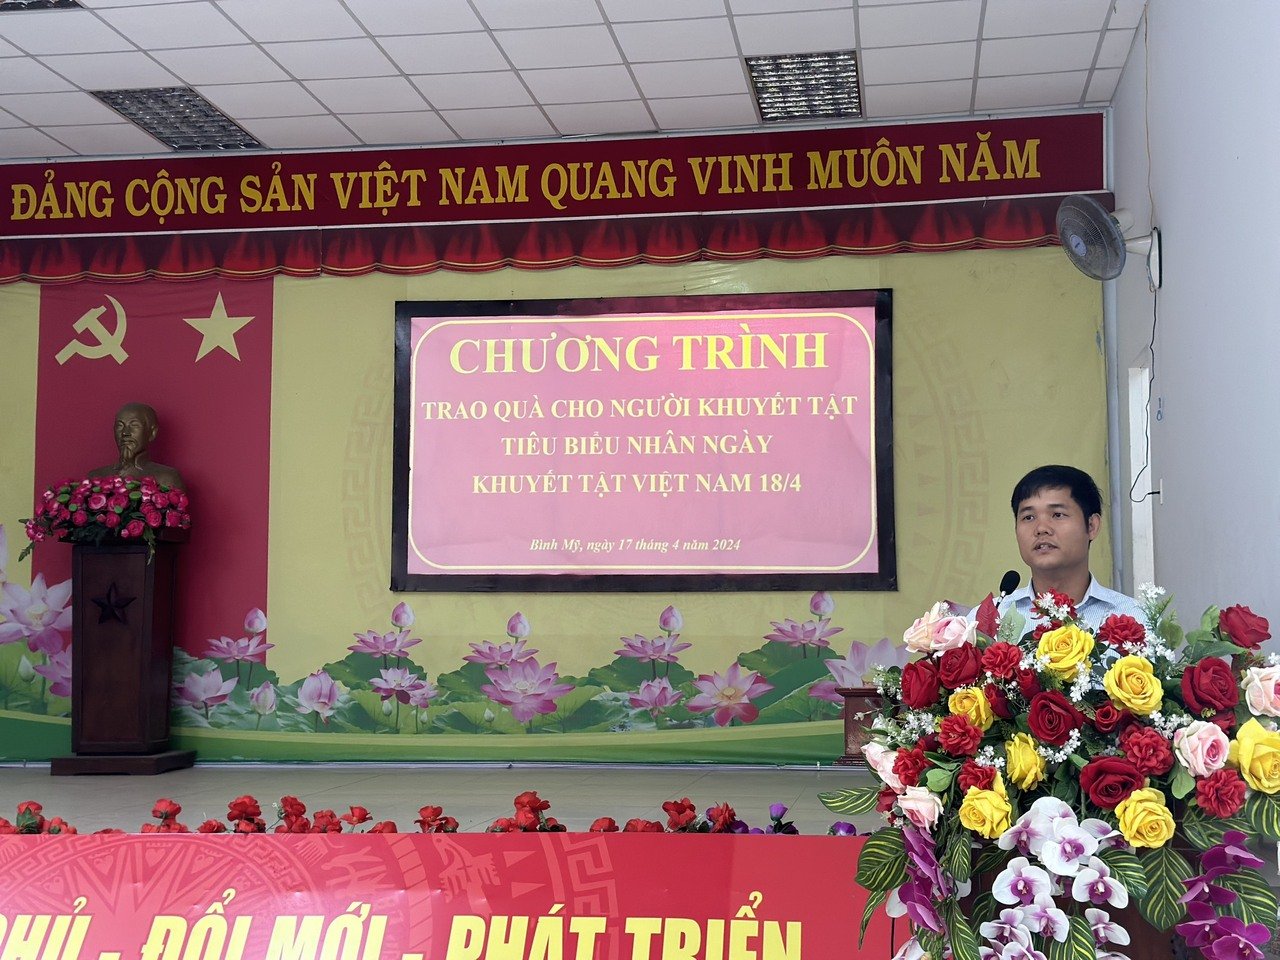 ĐẢNG CỘNG SẢN VIỆT NAM QUANG VINH MUÔN NĂM
CHƯƠNG TRÌNH
TRAO QUÀ CHO NGƯỜI KHUYẾT TẬT
TIÊU BIỂU NHÂN NGÀY
KHUYẾT TẬT VIỆT NAM 18/4
Bình Mỹ, ngày 17 tháng 4 năm 2024
CHỦ - ĐỔI MỚI - PHÁT TRIỂN